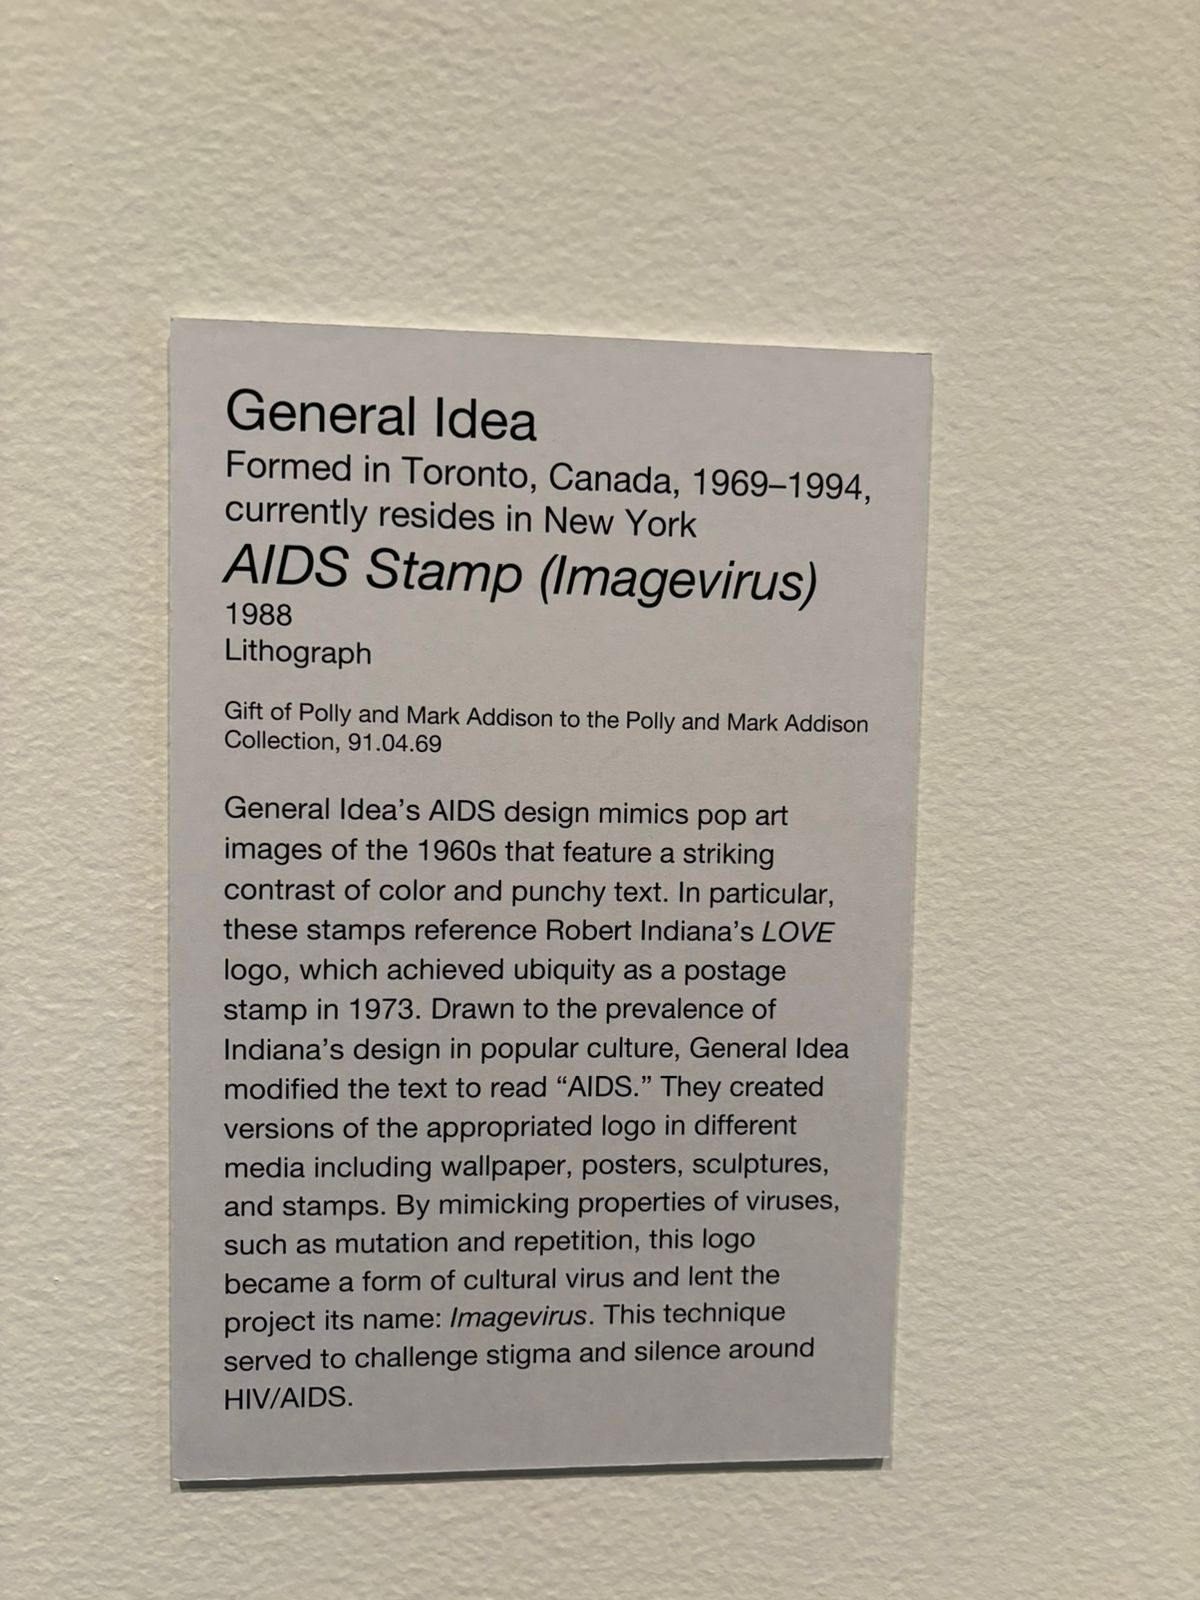 General Idea
Formed in Toronto, Canada, 1969–1994,
currently resides in New York
AIDS Stamp (Imagevirus)
1988
Lithograph
Gift of Polly and Mark Addison to the Polly and Mark Addison
Collection, 91.04.69
General Idea’s AIDS design mimics pop art
images of the 1960s that feature a striking
contrast of color and punchy text. In particular,
these stamps reference Robert Indiana’s LOVE
logo, which achieved ubiquity as a postage
stamp in 1973. Drawn to the prevalence of
Indiana’s design in popular culture, General Idea
modified the text to read “AIDS.” They created
versions of the appropriated logo in different
media including wallpaper, posters, sculptures,
and stamps. By mimicking properties of viruses,
such as mutation and repetition, this logo
became a form of cultural virus and lent the
project its name: Imagevirus. This technique
served to challenge stigma and silence around
HIV/AIDS.